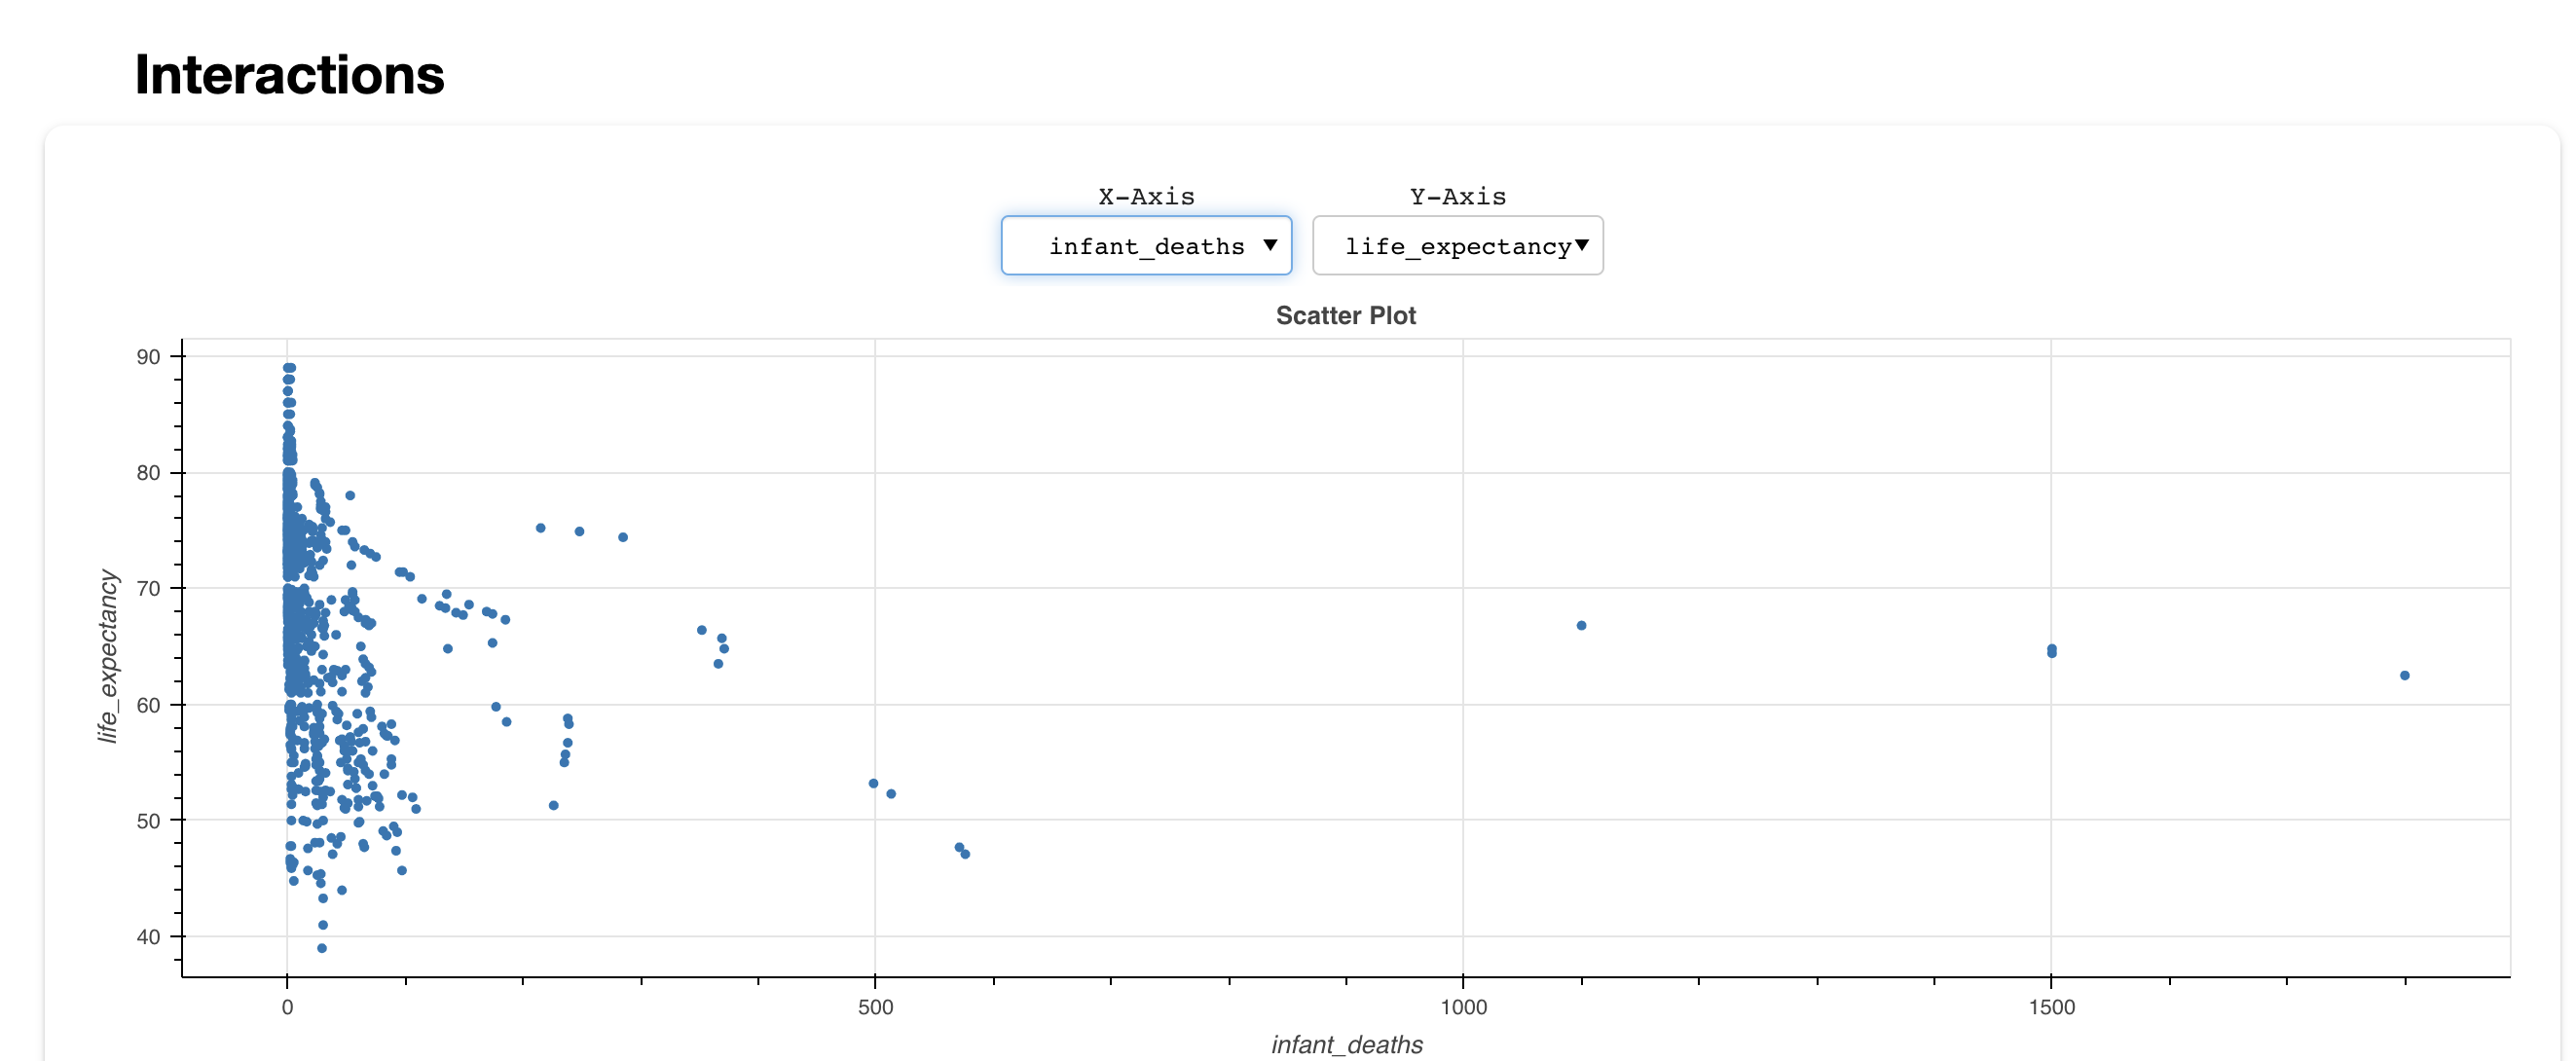 Interactions
X-Axis Y-Axis
infant_deaths ▼ life_expectancy▼
Scatter Plot
90
80
70
60
50
40
life_expectancy
0 500 1000 1500
infant_deaths